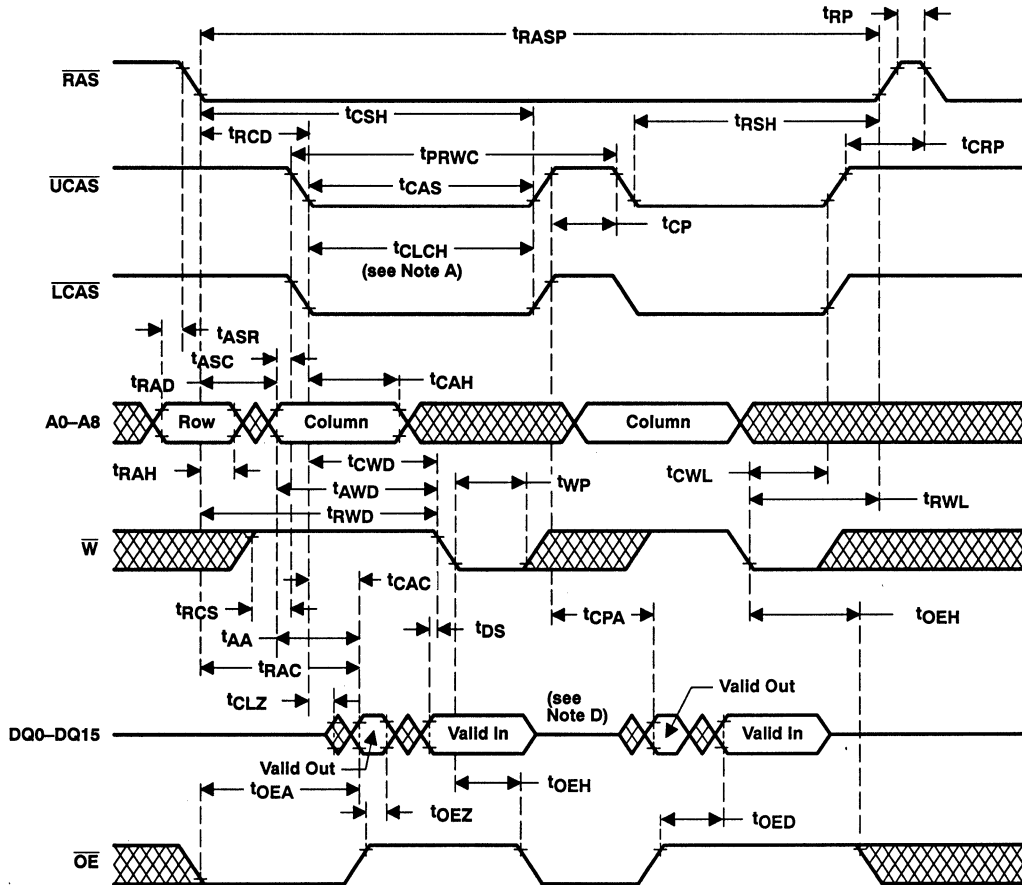 tRP
tRASP
RAS
tCSH
tRCD
tRSH
tPRWC
tCRP
UCAS
tCAS
tCP
tCLCH
(see Note A)
LCAS
tASR
tASC
tRAD
tCAH
A0–A8
Row
Column
Column
tRAH
tCWD
tWP
tCWL
tAWD
tRWL
tRWD
W
tCAC
tRCS
tDS
tCPA
tOEH
tAA
tRAC
tCLZ
(see
Note D)
Valid Out
DQ0–DQ15
Valid In
Valid In
Valid Out
tOEH
tOEA
tOEZ
tOED
OE